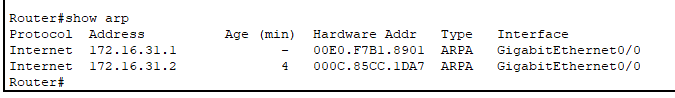 Router#show arp
Protocol  Address          Age (min)  Hardware Addr   Type   Interface
Internet  172.16.31.1             -   00E0.F7B1.8901  ARPA   GigabitEthernet0/0
Internet  172.16.31.2             4   000C.85CC.1DA7  ARPA   GigabitEthernet0/0
Router#